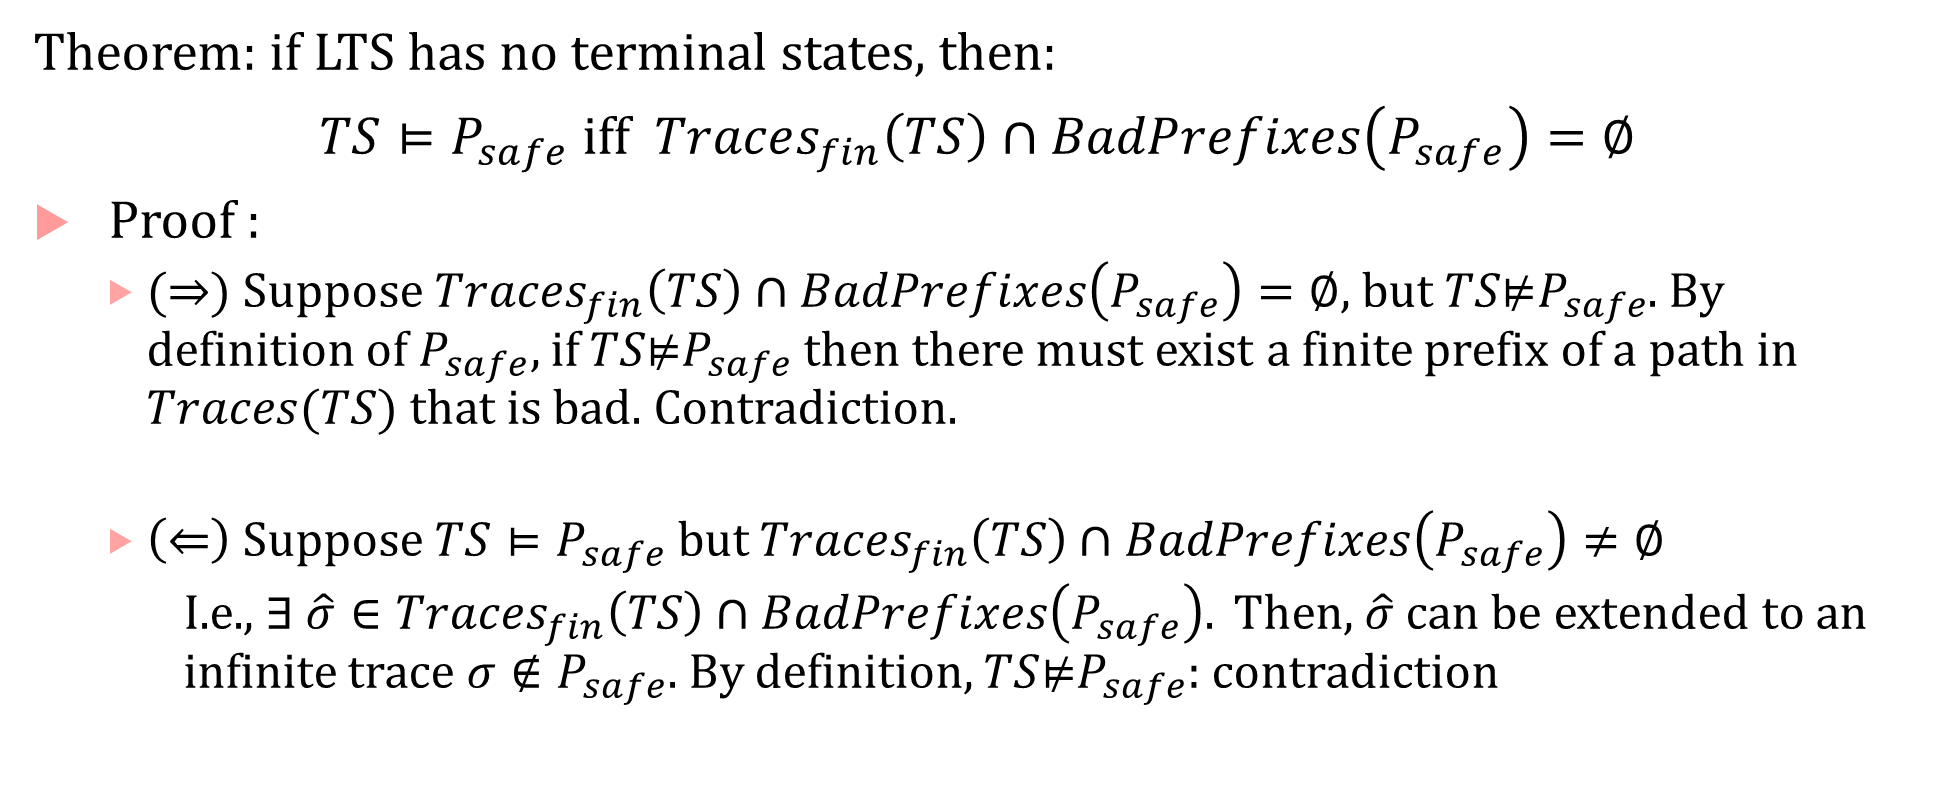 Theorem: if LTS has no terminal states, then:
TS ⊨ P_safe iff Traces_fin(TS) ∩ BadPrefixes(P_safe) = ∅
Proof :
(⇒) Suppose Traces_fin(TS) ∩ BadPrefixes(P_safe) = ∅, but TS⊭P_safe. By
definition of P_safe, if TS⊭P_safe then there must exist a finite prefix of a path in
Traces(TS) that is bad. Contradiction.
(⇐) Suppose TS ⊨ P_safe but Traces_fin(TS) ∩ BadPrefixes(P_safe) ≠ ∅
I.e., ∃ σ̂ ∈ Traces_fin(TS) ∩ BadPrefixes(P_safe). Then, σ̂ can be extended to an
infinite trace σ ∉ P_safe. By definition, TS⊭P_safe: contradiction